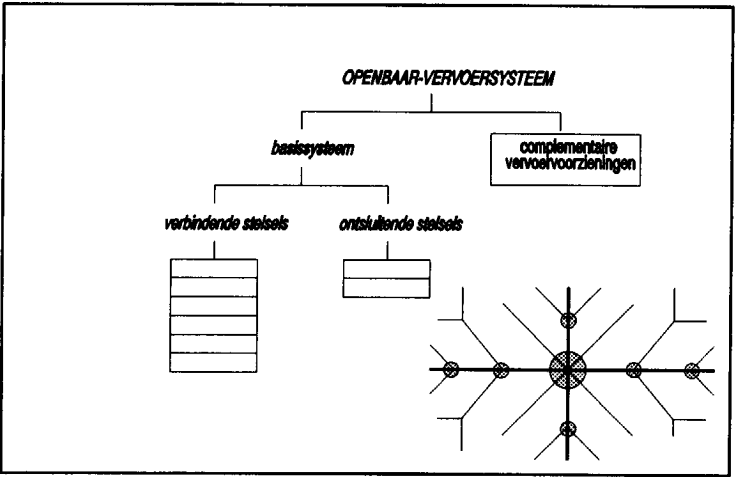 OPENBAAR-VERVOERSYSTEEM
basissysteem
complementaire
vervoervoorzieningen
verbindende stelsels
ontsluitende stelsels